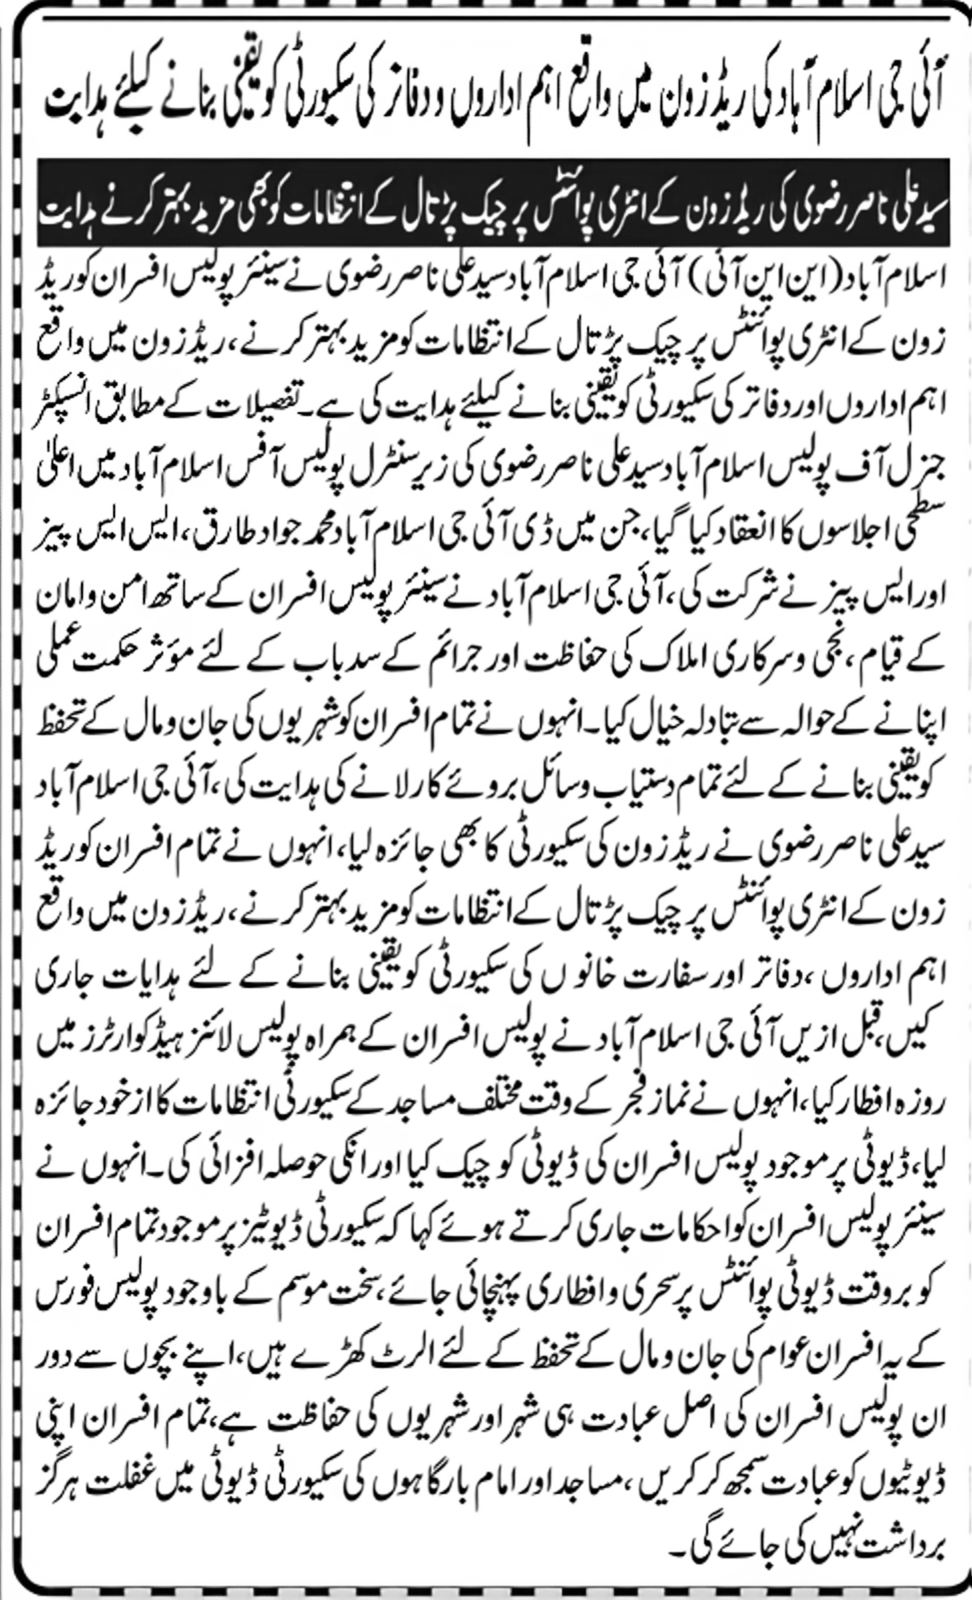 آئی جی اسلام آباد کی ریڈ زون میں واقع اہم اداروں و دفاتر کی سکیورٹی کو یقینی بنانے کیلئے ہدایت
سید علی ناصر رضوی کی ریڈ زون کے انٹری پوائنٹس پر چیک پڑتال کے انتظامات کو بھی مزید بہتر کرنے ہدایت
اسلام آباد (این این آئی) آئی جی اسلام آباد سید علی ناصر رضوی نے سینئر پولیس افسران کو ریڈ
زون کے انٹری پوائنٹس پر چیک پڑتال کے انتظامات کو مزید بہتر کرنے، ریڈ زون میں واقع
اہم اداروں اور دفاتر کی سکیورٹی کو یقینی بنانے کیلئے ہدایت کی ہے۔ تفصیلات کے مطابق انسپکٹر
جنرل آف پولیس اسلام آباد سید علی ناصر رضوی کی زیر سنٹرل پولیس آفس اسلام آباد میں اعلیٰ
سطحی اجلاسوں کا انعقاد کیا گیا، جن میں ڈی آئی جی اسلام آباد محمد جواد طارق، ایس ایس پیز
اور ایس پیز نے شرکت کی، آئی جی اسلام آباد نے سینئر پولیس افسران کے ساتھ امن و امان
کے قیام، نجی و سرکاری املاک کی حفاظت اور جرائم کے سد باب کے لئے مؤثر حکمت عملی
اپنانے کے حوالہ سے تبادلہ خیال کیا۔ انہوں نے تمام افسران کو شہریوں کی جان و مال کے تحفظ
کو یقینی بنانے کے لئے تمام دستیاب وسائل بروئے کار لانے کی ہدایت کی، آئی جی اسلام آباد
سید علی ناصر رضوی نے ریڈ زون کی سکیورٹی کا بھی جائزہ لیا، انہوں نے تمام افسران کو ریڈ
زون کے انٹری پوائنٹس پر چیک پڑتال کے انتظامات کو مزید بہتر کرنے، ریڈ زون میں واقع
اہم اداروں، دفاتر اور سفارت خانوں کی سکیورٹی کو یقینی بنانے کے لئے ہدایات جاری
کیں، قبل ازیں آئی جی اسلام آباد نے پولیس افسران کے ہمراہ پولیس لائنز ہیڈ کوارٹرز میں
روزہ افطار کیا، انہوں نے نماز فجر کے وقت مختلف مساجد کے سکیورٹی انتظامات کا از خود جائزہ
لیا، ڈیوٹی پر موجود پولیس افسران کی ڈیوٹی کو چیک کیا اور انکی حوصلہ افزائی کی۔ انہوں نے
سینئر پولیس افسران کو احکامات جاری کرتے ہوئے کہا کہ سکیورٹی ڈیوٹیز پر موجود تمام افسران
کو بر وقت ڈیوٹی پوائنٹس پر سحری و افطاری پہنچائی جائے، سخت موسم کے باوجود پولیس فورس
کے یہ افسران عوام کی جان و مال کے تحفظ کے لئے الرٹ کھڑے ہیں، اپنے بچوں سے دور
ان پولیس افسران کی اصل عبادت ہی شہر اور شہریوں کی حفاظت ہے، تمام افسران اپنی
ڈیوٹیوں کو عبادت سمجھ کر کریں، مساجد اور امام بارگاہوں کی سکیورٹی ڈیوٹی میں غفلت ہرگز
برداشت نہیں کی جائے گی۔